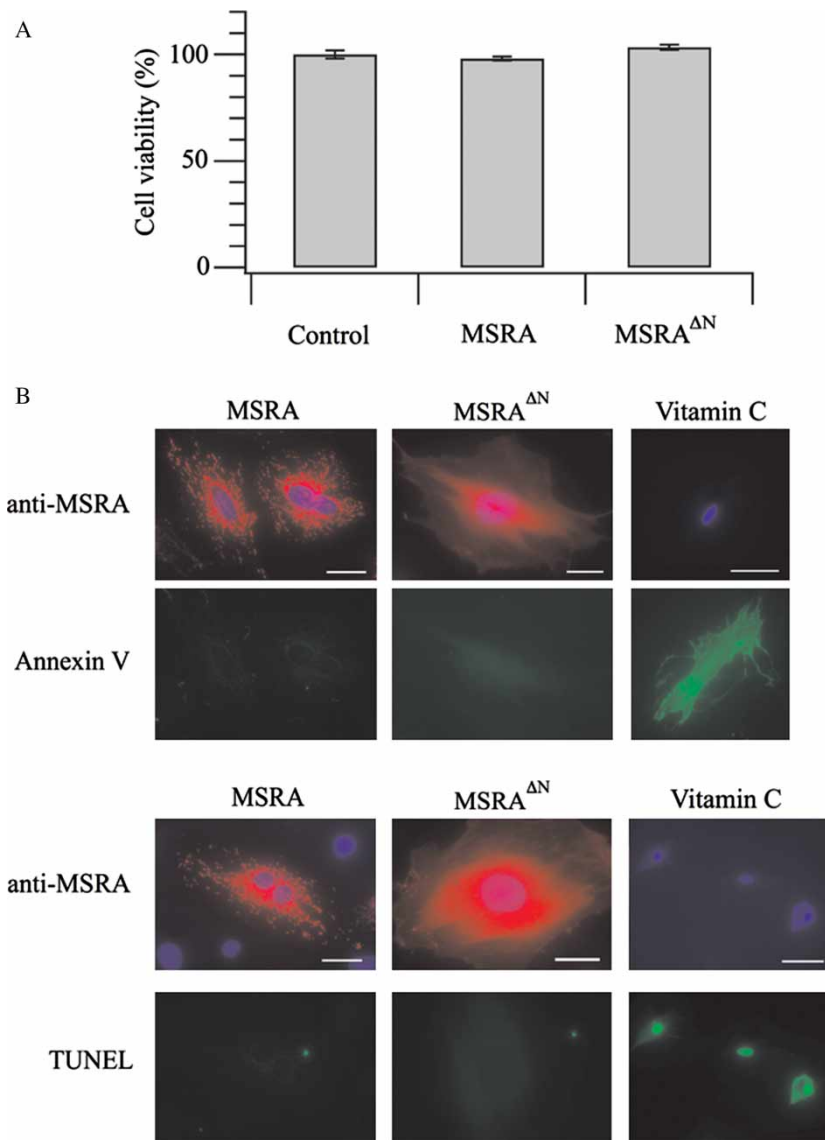 A
Cell viability (%)
100
50
0
Control MSRA MSRA^ΔN
B
MSRA MSRA^ΔN Vitamin C
anti-MSRA
Annexin V
MSRA MSRA^ΔN Vitamin C
anti-MSRA
TUNEL